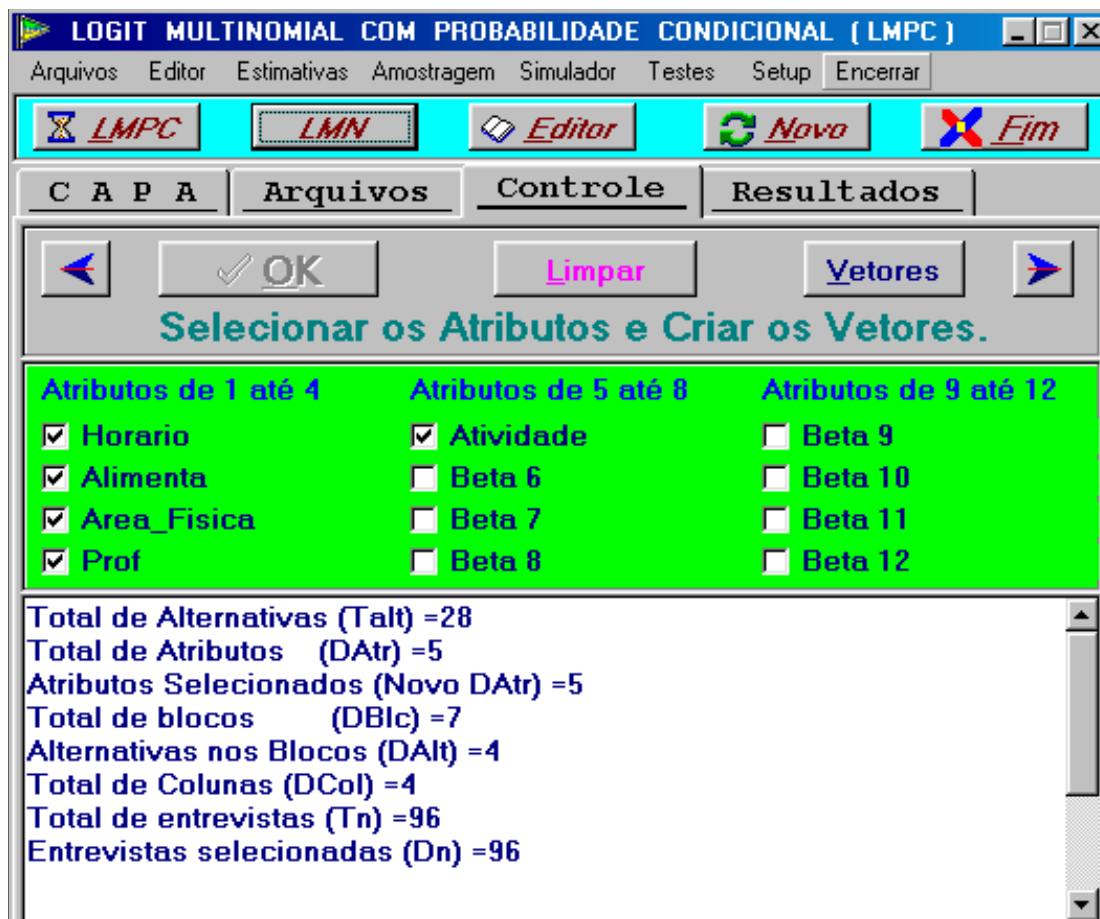 LOGIT MULTINOMIAL COM PROBABILIDADE CONDICIONAL ( LMPC )
Arquivos Editor Estimativas Amostragem Simulador Testes Setup Encerrar
LMPC LMN Editor Novo Fim
C A P A Arquivos Controle Resultados
OK Limpar Vetores
Selecionar os Atributos e Criar os Vetores.
Atributos de 1 até 4 Atributos de 5 até 8 Atributos de 9 até 12
Horario Atividade Beta 9
Alimenta Beta 6 Beta 10
Area_Fisica Beta 7 Beta 11
Prof Beta 8 Beta 12
Total de Alternativas (Talt) =28
Total de Atributos (DAtr) =5
Atributos Selecionados (Novo DAtr) =5
Total de blocos (DBlc) =7
Alternativas nos Blocos (DAlt) =4
Total de Colunas (DCol) =4
Total de entrevistas (Tn) =96
Entrevistas selecionadas (Dn) =96